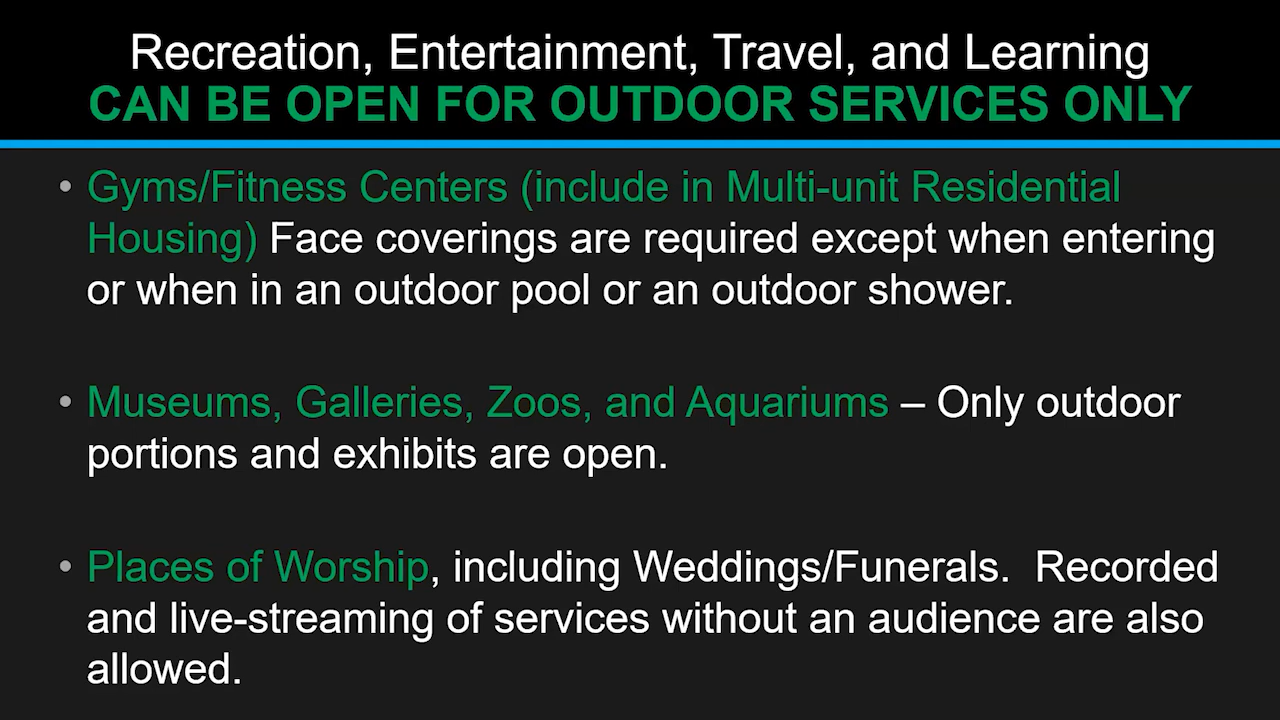 Recreation, Entertainment, Travel, and Learning
CAN BE OPEN FOR OUTDOOR SERVICES ONLY
• Gyms/Fitness Centers (include in Multi-unit Residential
Housing) Face coverings are required except when entering
or when in an outdoor pool or an outdoor shower.
• Museums, Galleries, Zoos, and Aquariums – Only outdoor
portions and exhibits are open.
• Places of Worship, including Weddings/Funerals.  Recorded
and live-streaming of services without an audience are also
allowed.